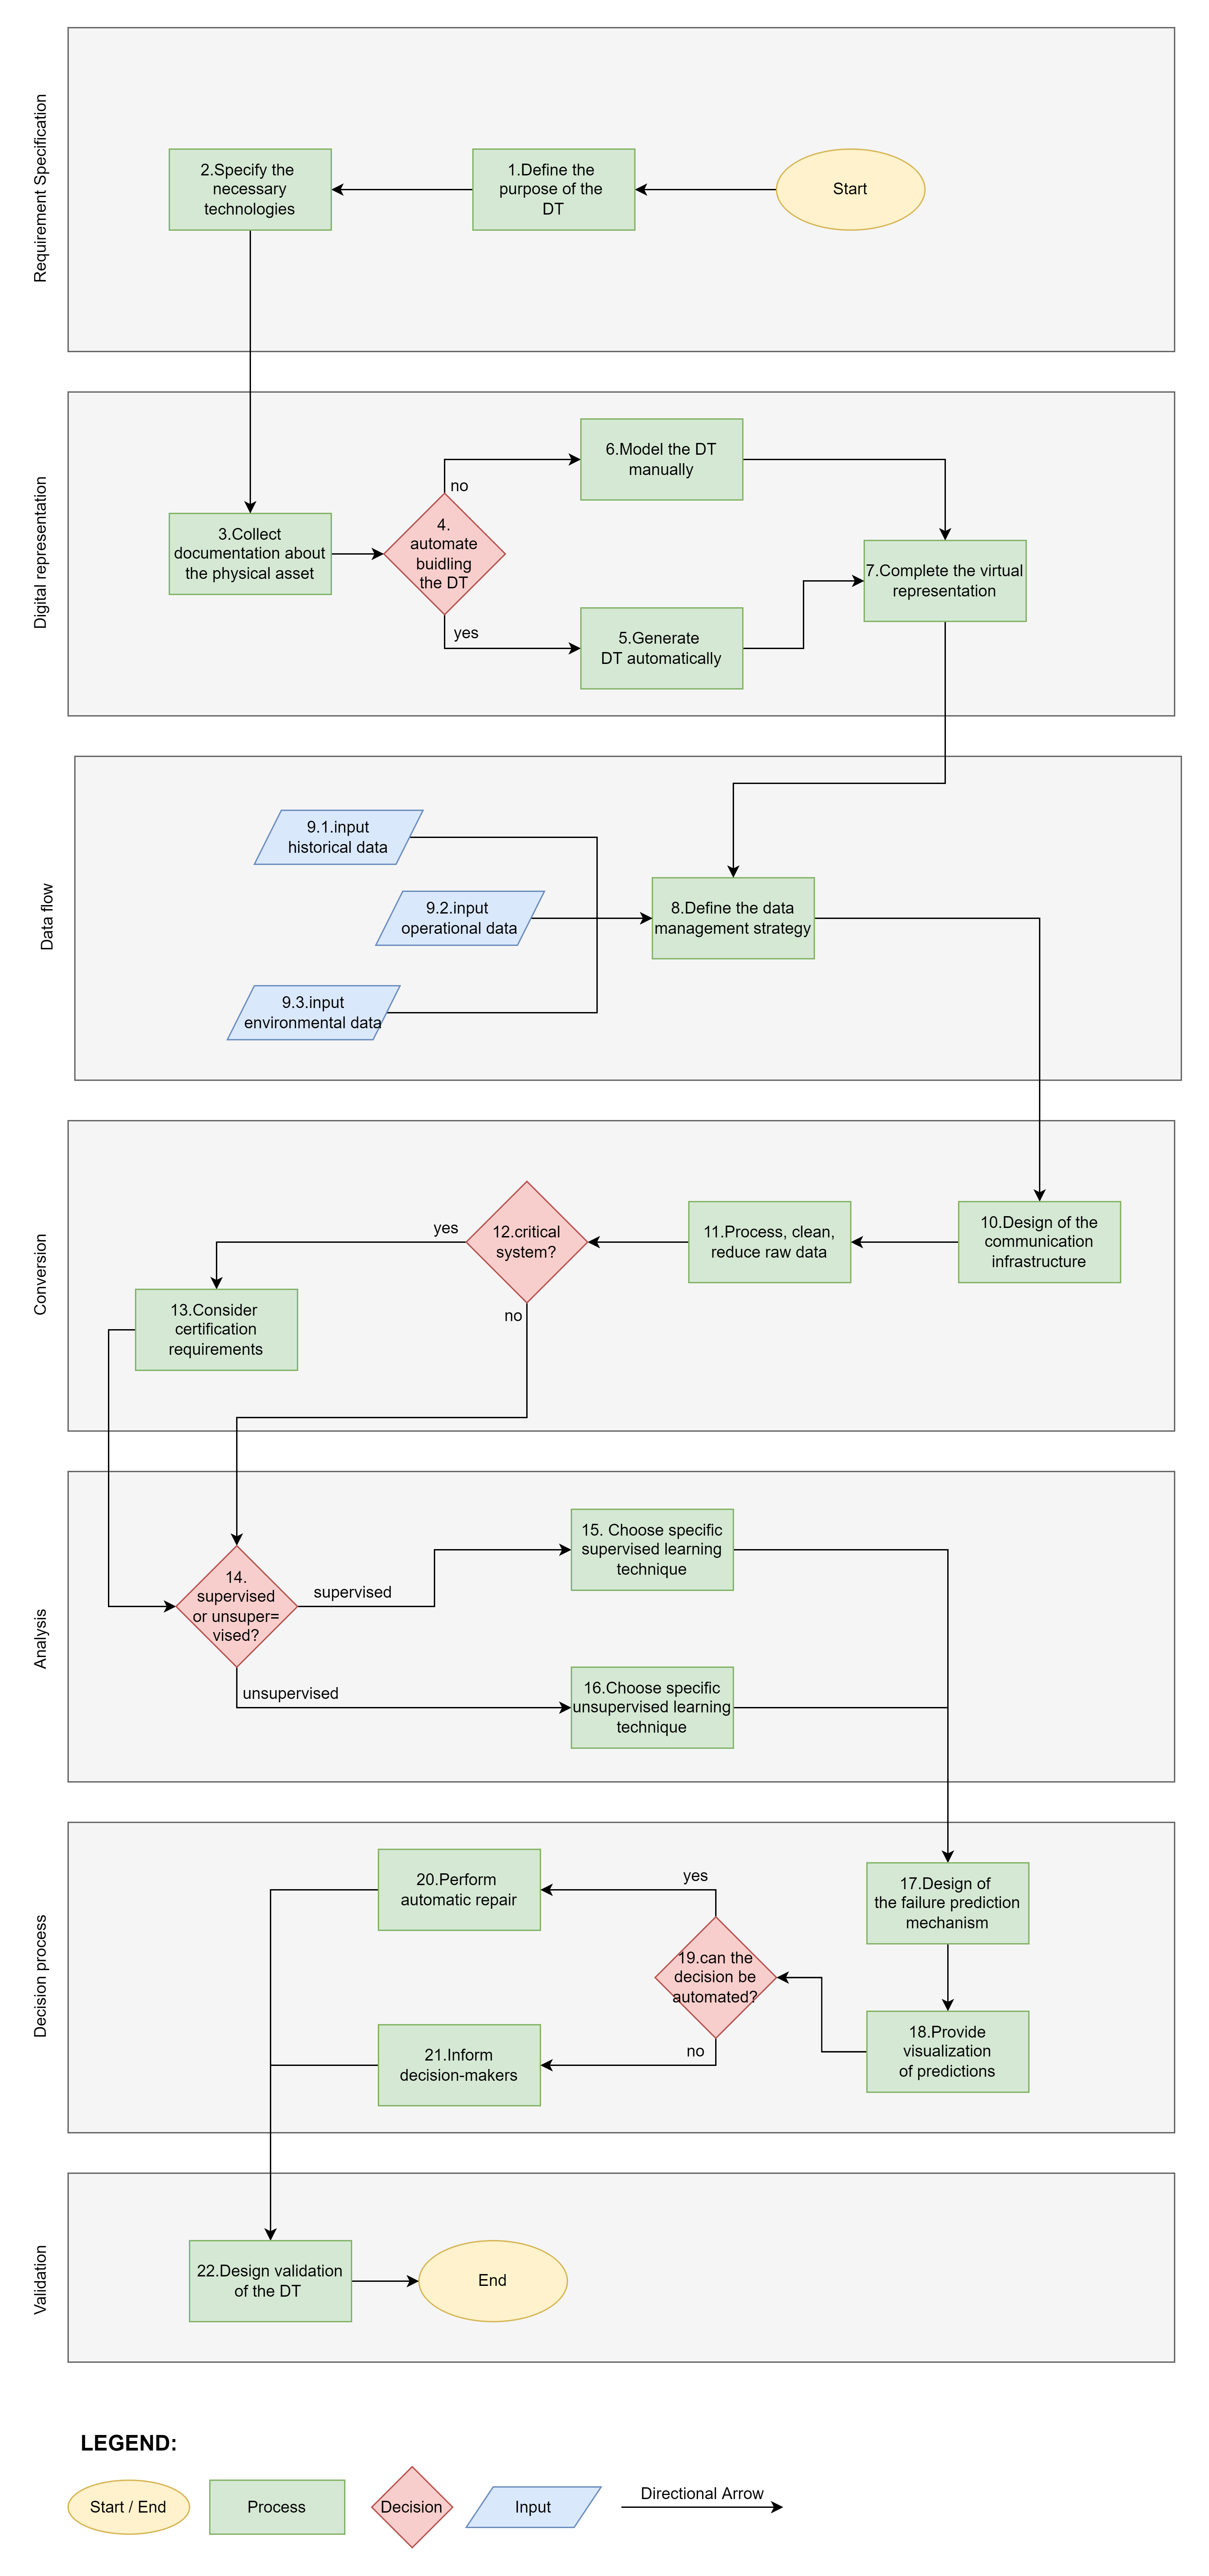 Requirement Specification
Start
1.Define the
purpose of the
DT
2.Specify the
necessary
technologies
Digital representation
3.Collect
documentation about
the physical asset
4.
automate
buidling
the DT
no
yes
6.Model the DT
manually
5.Generate
DT automatically
7.Complete the virtual
representation
Data flow
9.1.input
historical data
9.2.input
operational data
9.3.input
environmental data
8.Define the data
management strategy
Conversion
10.Design of the
communication
infrastructure
11.Process, clean,
reduce raw data
12.critical
system?
yes
no
13.Consider
certification
requirements
Analysis
14.
supervised
or unsuper=
vised?
supervised
unsupervised
15. Choose specific
supervised learning
technique
16.Choose specific
unsupervised learning
technique
Decision process
17.Design of
the failure prediction
mechanism
18.Provide
visualization
of predictions
19.can the
decision be
automated?
yes
no
20.Perform
automatic repair
21.Inform
decision-makers
Validation
22.Design validation
of the DT
End
LEGEND:
Start / End
Process
Decision
Input
Directional Arrow